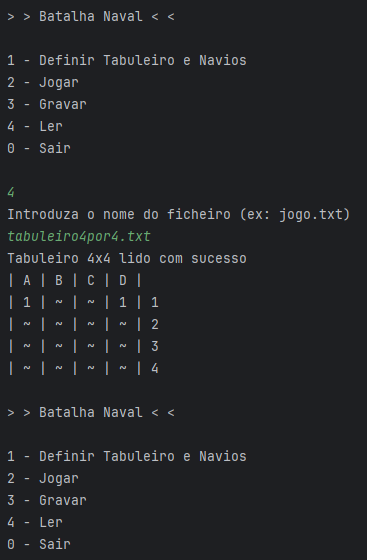 > > Batalha Naval < <
1 - Definir Tabuleiro e Navios
2 - Jogar
3 - Gravar
4 - Ler
0 - Sair
4
Introduza o nome do ficheiro (ex: jogo.txt)
tabuleiro4por4.txt
Tabuleiro 4x4 lido com sucesso
| A | B | C | D |
| 1 | ~ | ~ | 1 | 1
| ~ | ~ | ~ | ~ | 2
| ~ | ~ | ~ | ~ | 3
| ~ | ~ | ~ | ~ | 4
> > Batalha Naval < <
1 - Definir Tabuleiro e Navios
2 - Jogar
3 - Gravar
4 - Ler
0 - Sair